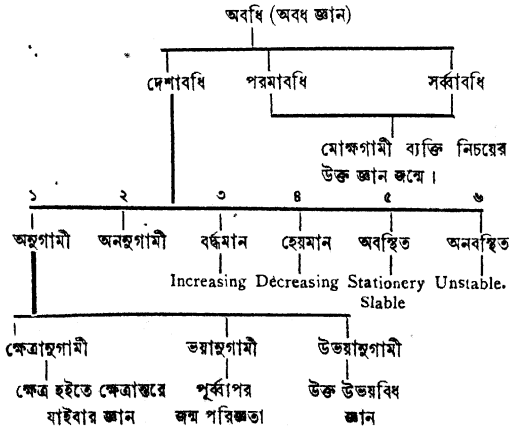 অবধি (অবধ জ্ঞান)
দেশাবধি পরমাবধি সর্ব্বাবধি
মোক্ষগামী ব্যক্তি নিচয়ের
উক্ত জ্ঞান জন্মে।
১ ২ ৩ ৪ ৫ ৬
অনুগামী অননুগামী বর্দ্ধমান হেয়মান অবস্থিত অনবস্থিত
Increasing Decreasing Stationery Unstable.
Slable
ক্ষেত্রানুগামী ভয়ানুগামী উভয়ানুগামী
ক্ষেত্র হইতে ক্ষেত্রান্তরে পূর্ব্বাপর উক্ত উভয়বিধ
যাইবার জ্ঞান জন্ম পরিজ্ঞতা জ্ঞান